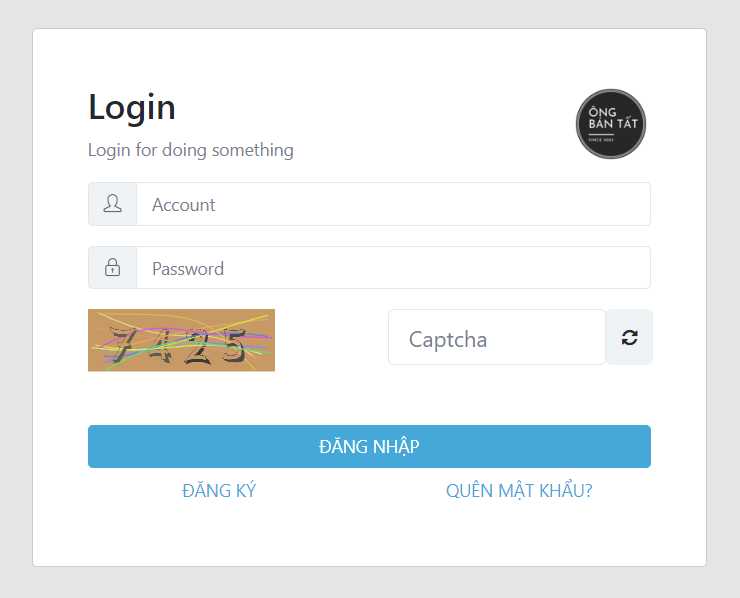 Login
Login for doing something
ÔNG
BÁN TẤT
SINCE 2001
Account
Password
7425
Captcha
ĐĂNG NHẬP
ĐĂNG KÝ
QUÊN MẬT KHẨU?